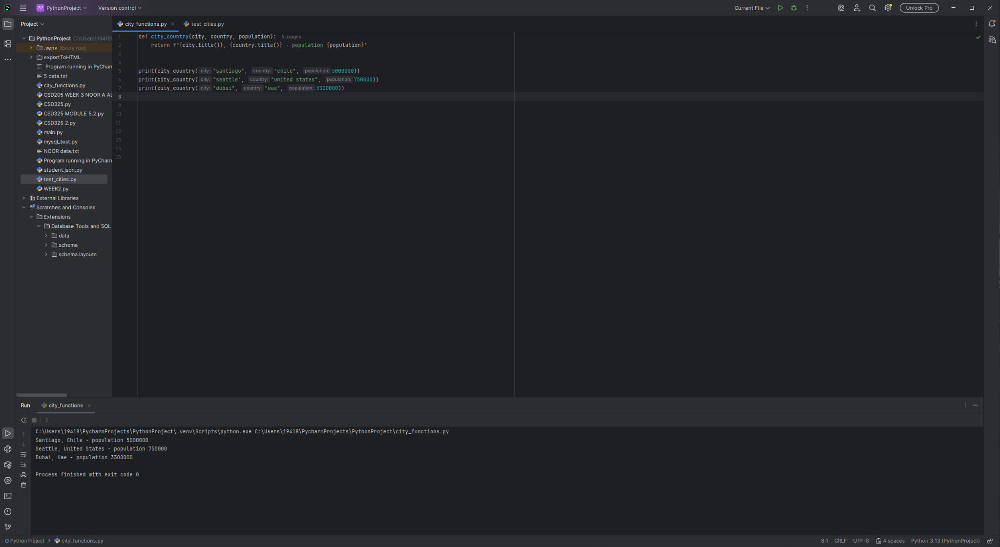 PC PP PythonProject Version control Current File Unlock Pro
Project
city_functions.py test_cities.py
PythonProject C:\Users\19418\
.venv library root
exportToHTML
Program running in PyCharm
5 data.txt
city_functions.py
CSD205 WEEK 3 NOOR A AL
CSD325.py
CSD325 MODULE 5.2.py
CSD325 2.py
main.py
mysql_test.py
NOOR data.txt
Program running in PyCharm
student.json.py
test_cities.py
WEEK2.py
External Libraries
Scratches and Consoles
Extensions
Database Tools and SQL
data
schema
schema.layouts
1 def city_country(city, country, population): 5 usages
2 return f"{city.title()}, {country.title()} - population {population}"
3
4
5 print(city_country( city: "santiago", country: "chile", population: 5000000))
6 print(city_country( city: "seattle", country: "united states", population: 750000))
7 print(city_country( city: "dubai", country: "uae", population: 3300000))
8
9
10
11
12
13
14
15
Run city_functions
C:\Users\19418\PycharmProjects\PythonProject\.venv\Scripts\python.exe C:\Users\19418\PycharmProjects\PythonProject\city_functions.py
Santiago, Chile - population 5000000
Seattle, United States - population 750000
Dubai, Uae - population 3300000
Process finished with exit code 0
PythonProject > city_functions.py 8:1 CRLF UTF-8 4 spaces Python 3.13 (PythonProject)